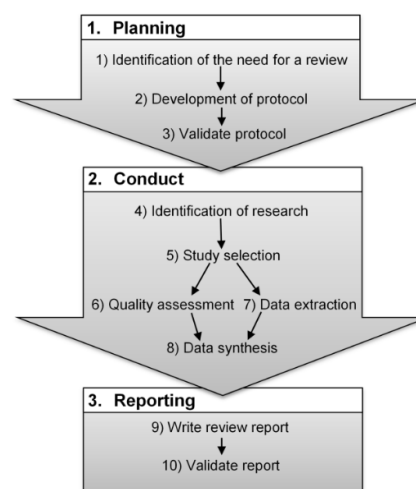 1. Planning
1) Identification of the need for a review
2) Development of protocol
3) Validate protocol
2. Conduct
4) Identification of research
5) Study selection
6) Quality assessment 7) Data extraction
8) Data synthesis
3. Reporting
9) Write review report
10) Validate report